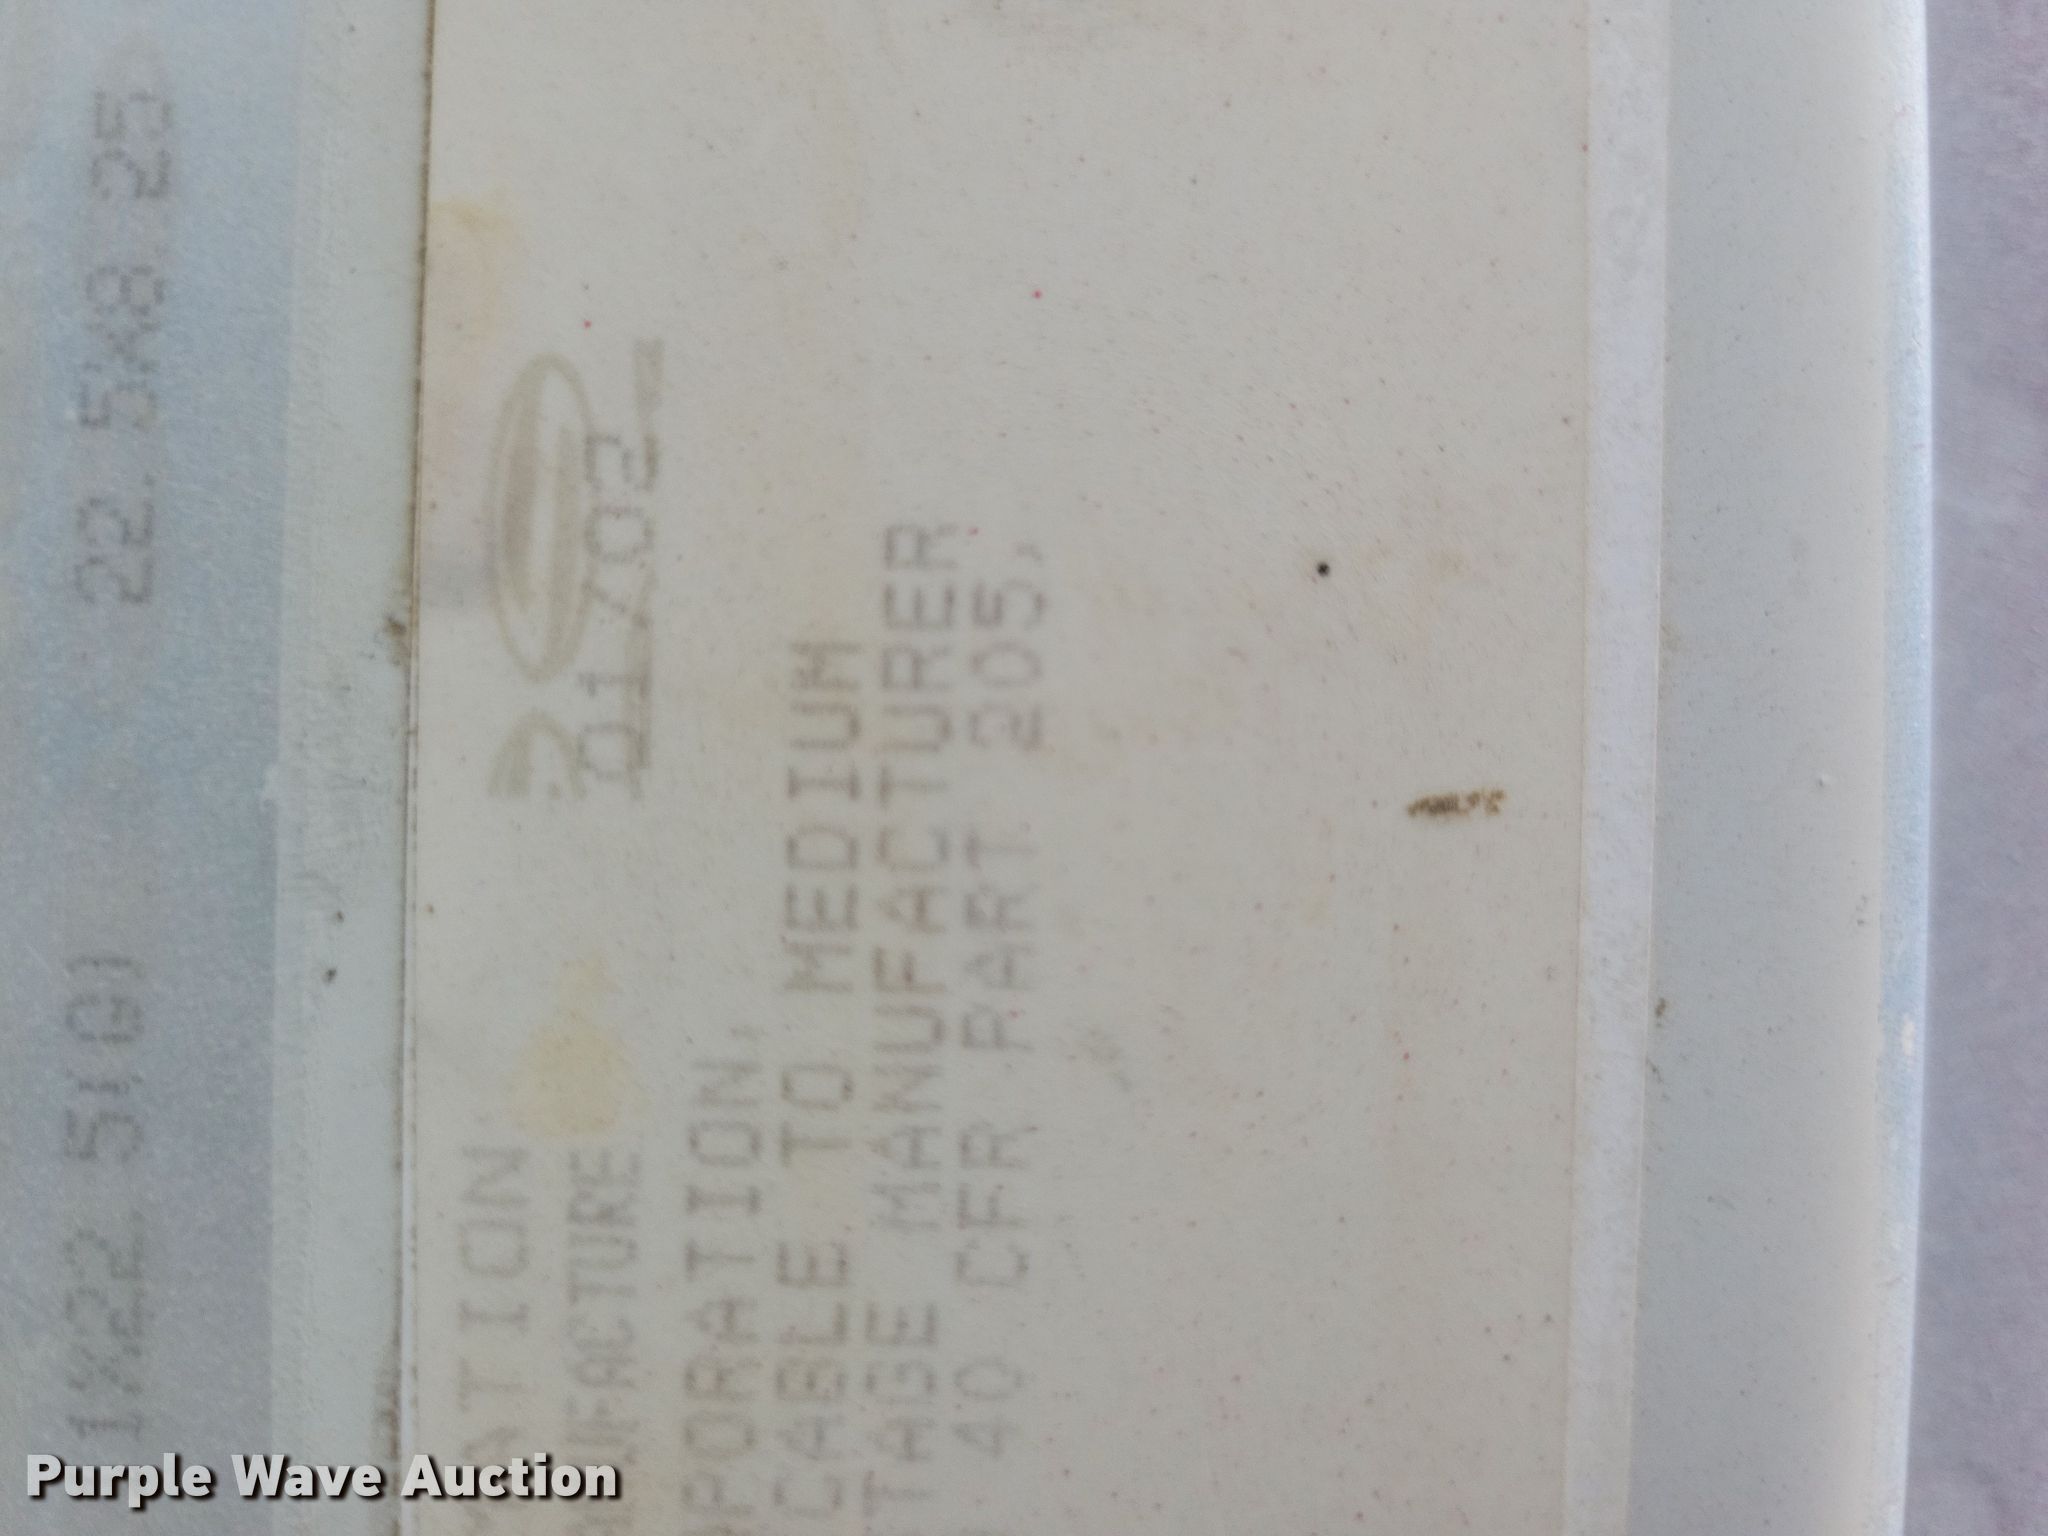 1X22.5(G) 22.5X8.25
ATION
UFACTURE 01/02
PORATION,
CABLE TO MEDIUM
TAGE MANUFACTURER
40 CFR PART 205,
Purple Wave Auction